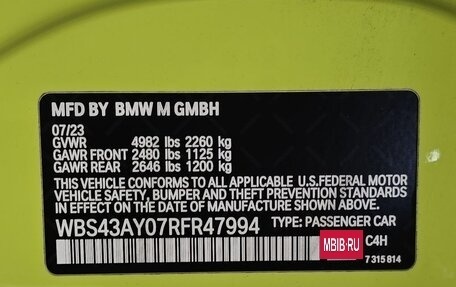 MFD BY BMW M GMBH
07/23
GVWR 4982 lbs 2260 kg
GAWR FRONT 2480 lbs 1125 kg
GAWR REAR 2646 lbs 1200 kg
THIS VEHICLE CONFORMS TO ALL APPLICABLE U.S.FEDERAL MOTOR
VEHICLE SAFETY, BUMPER AND THEFT PREVENTION STANDARDS
IN EFFECT ON THE DATE OF MANUFACTURE SHOWN ABOVE.
WBS43AY07RFR47994 TYPE: PASSENGER CAR
MBIB.RU C4H
7 315 814